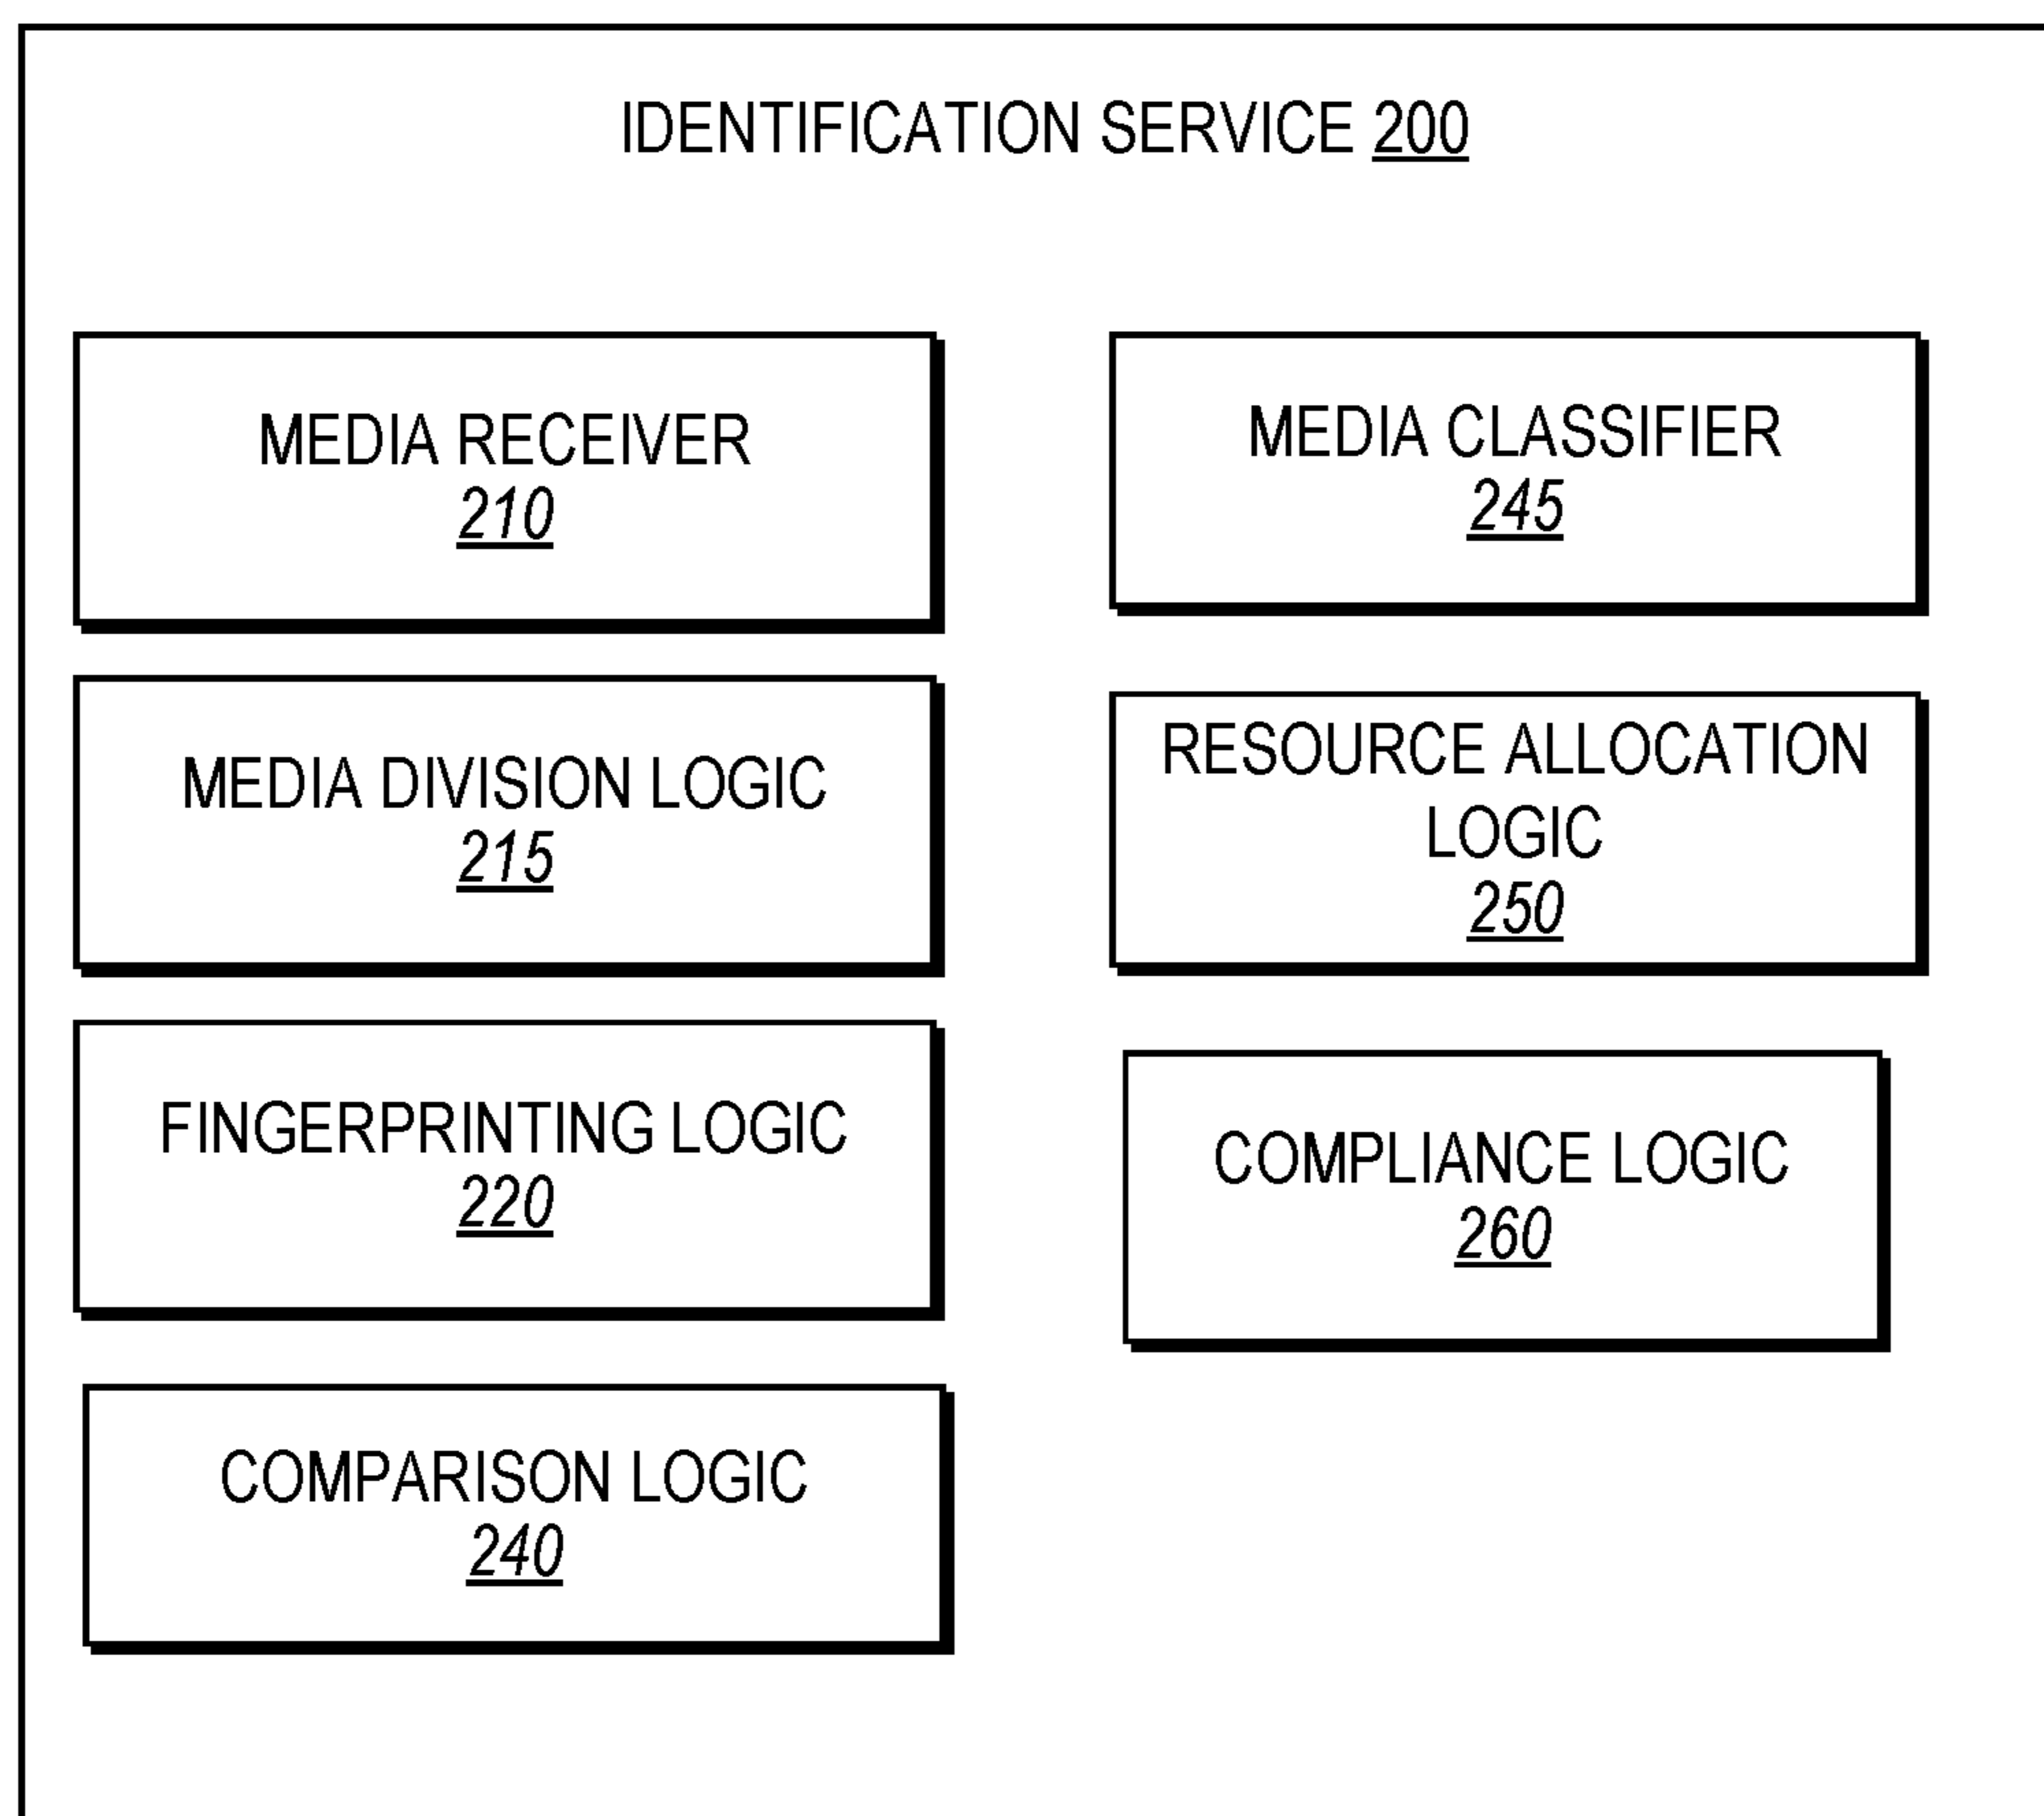 IDENTIFICATION SERVICE 200
MEDIA RECEIVER
210
MEDIA DIVISION LOGIC
215
FINGERPRINTING LOGIC
220
COMPARISON LOGIC
240
MEDIA CLASSIFIER
245
RESOURCE ALLOCATION
LOGIC
250
COMPLIANCE LOGIC
260